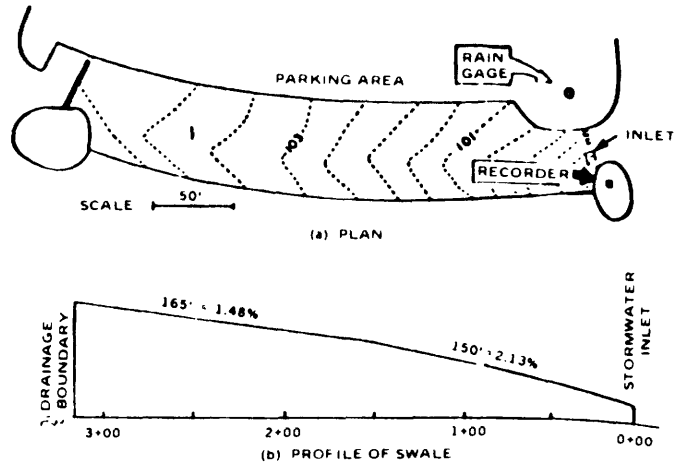 RAIN
GAGE
PARKING AREA
103
101
INLET
RECORDER
SCALE 50'
(a) PLAN
165' 1.48%
150' 2.13%
DRAINAGE
BOUNDARY
STORMWATER
INLET
3+00 2+00 1+00 0+00
(b) PROFILE OF SWALE